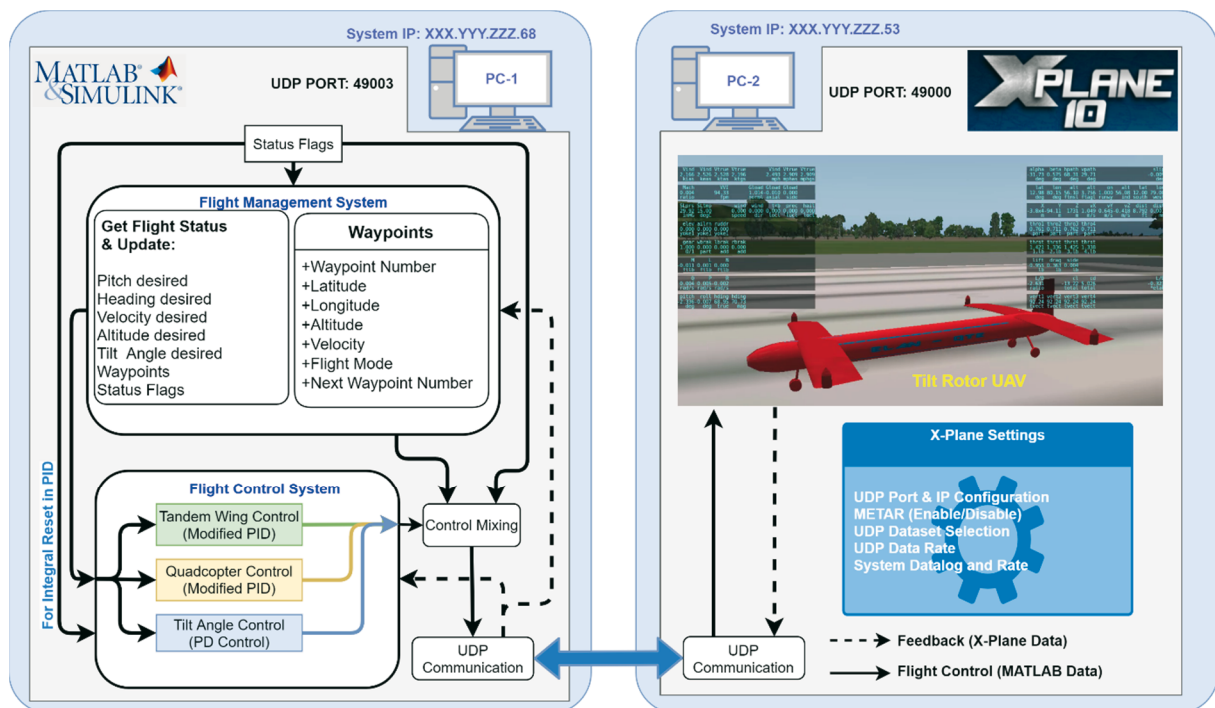 System IP: XXX.YYY.ZZZ.68
MATLAB®
&SIMULINK®
UDP PORT: 49003
PC-1
Status Flags
Flight Management System
Get Flight Status
& Update:
Pitch desired
Heading desired
Velocity desired
Altitude desired
Tilt Angle desired
Waypoints
Status Flags
Waypoints
+Waypoint Number
+Latitude
+Longitude
+Altitude
+Velocity
+Flight Mode
+Next Waypoint Number
For Integral Reset in PID
Flight Control System
Tandem Wing Control
(Modified PID)
Quadcopter Control
(Modified PID)
Tilt Angle Control
(PD Control)
Control Mixing
UDP
Communication
System IP: XXX.YYY.ZZZ.53
PC-2
UDP PORT: 49000
X PLANE
10
Tilt Rotor UAV
X-Plane Settings
UDP Port & IP Configuration
METAR (Enable/Disable)
UDP Dataset Selection
UDP Data Rate
System Datalog and Rate
UDP
Communication
Feedback (X-Plane Data)
Flight Control (MATLAB Data)